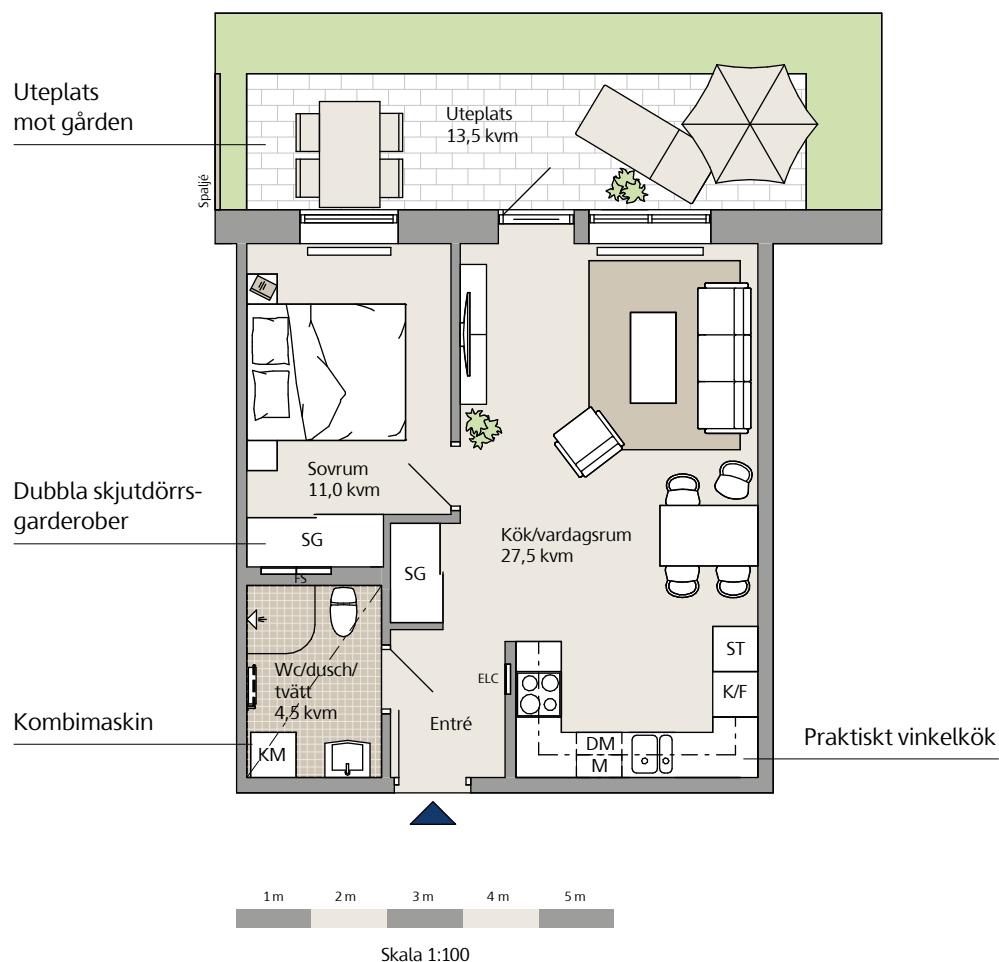 Uteplats
mot gården
Uteplats
13,5 kvm
Spaljé
Sovrum
11,0 kvm
Dubbla skjutdörrs-
garderober
SG
FS
SG
Kök/vardagsrum
27,5 kvm
Wc/dusch/
tvätt
4,5 kvm
ELC
ST
K/F
Entré
Kombimaskin
KM
DM
M
Praktiskt vinkelkök
1 m 2 m 3 m 4 m 5 m
Skala 1:100